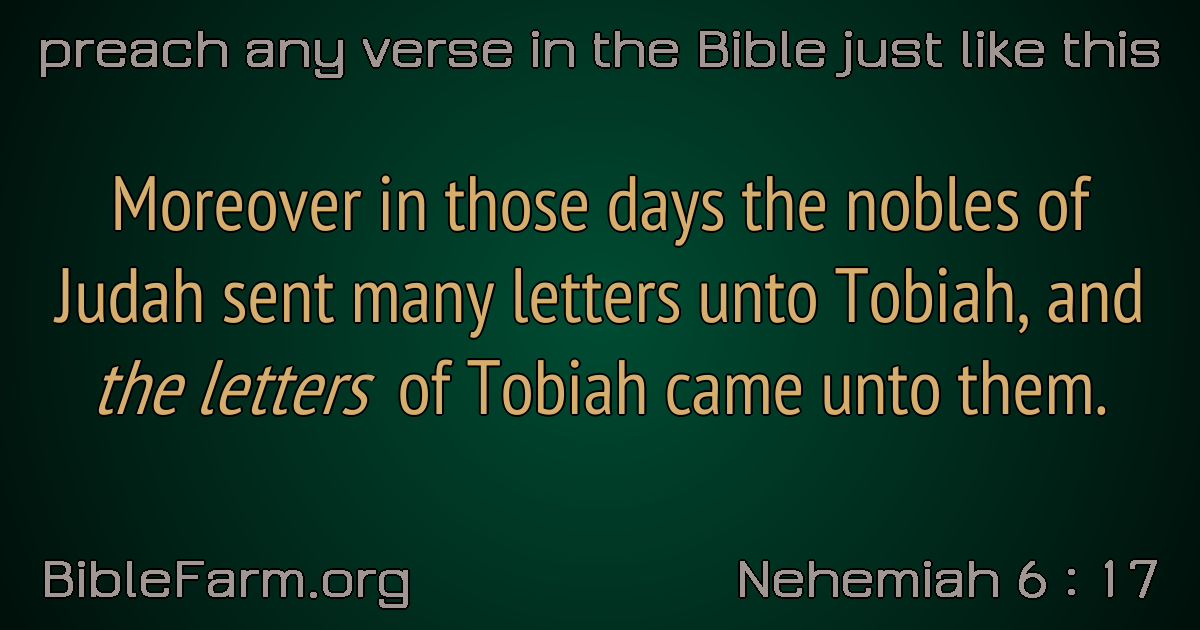 preach any verse in the Bible just like this
Moreover in those days the nobles of
Judah sent many letters unto Tobiah, and
the letters of Tobiah came unto them.
BibleFarm.org
Nehemiah 6 : 17